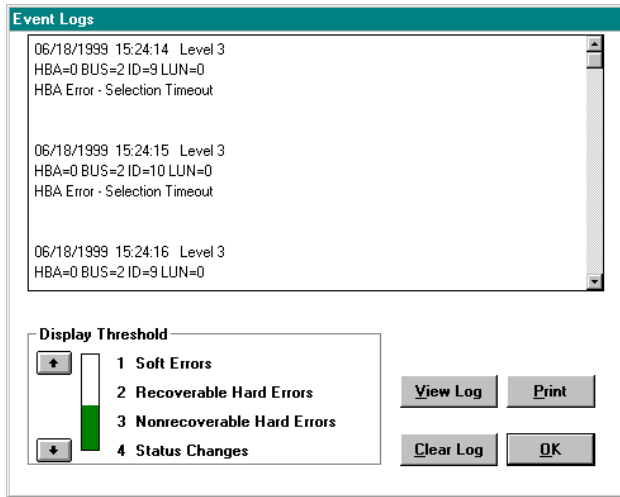 Event Logs
06/18/1999 15:24:14 Level 3
HBA=0 BUS=2 ID=9 LUN=0
HBA Error - Selection Timeout
06/18/1999 15:24:15 Level 3
HBA=0 BUS=2 ID=10 LUN=0
HBA Error - Selection Timeout
06/18/1999 15:24:16 Level 3
HBA=0 BUS=2 ID=9 LUN=0
Display Threshold
1 Soft Errors
2 Recoverable Hard Errors
3 Nonrecoverable Hard Errors
4 Status Changes
View Log
Print
Clear Log
OK